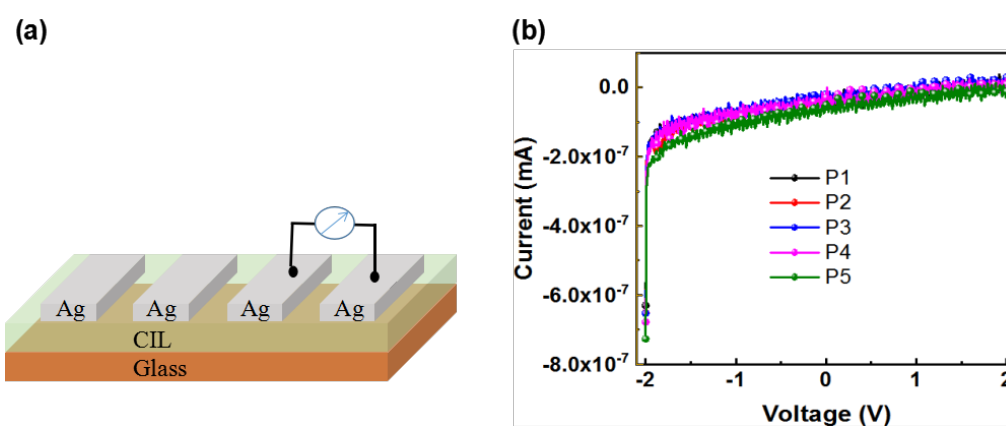 (a)
Ag Ag Ag Ag
CIL
Glass
(b)
Current (mA)
0.0
-2.0x10⁻⁷
-4.0x10⁻⁷
-6.0x10⁻⁷
-8.0x10⁻⁷
P1
P2
P3
P4
P5
-2 -1 0 1 2
Voltage (V)